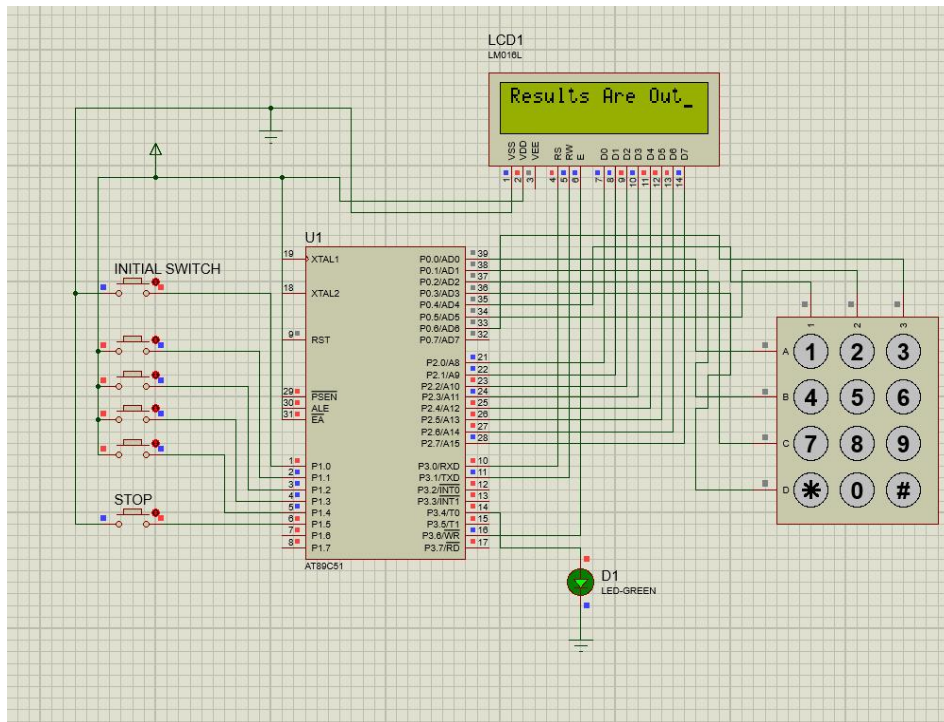 LCD1
LM016L
Results Are Out_
VSS VDD VEE RS RW E D0 D1 D2 D3 D4 D5 D6 D7
1 2 3 4 5 6 7 8 9 10 11 12 13 14
U1
19 XTAL1
18 XTAL2
9 RST
29 PSEN
30 ALE
31 EA
1 P1.0
2 P1.1
3 P1.2
4 P1.3
5 P1.4
6 P1.5
7 P1.6
8 P1.7
P0.0/AD0 39
P0.1/AD1 38
P0.2/AD2 37
P0.3/AD3 36
P0.4/AD4 35
P0.5/AD5 34
P0.6/AD6 33
P0.7/AD7 32
P2.0/A8 21
P2.1/A9 22
P2.2/A10 23
P2.3/A11 24
P2.4/A12 25
P2.5/A13 26
P2.6/A14 27
P2.7/A15 28
P3.0/RXD 10
P3.1/TXD 11
P3.2/INT0 12
P3.3/INT1 13
P3.4/T0 14
P3.5/T1 15
P3.6/WR 16
P3.7/RD 17
AT89C51
INITIAL SWITCH
STOP
1 2 3
A 1 2 3
B 4 5 6
C 7 8 9
D * 0 #
D1
LED-GREEN